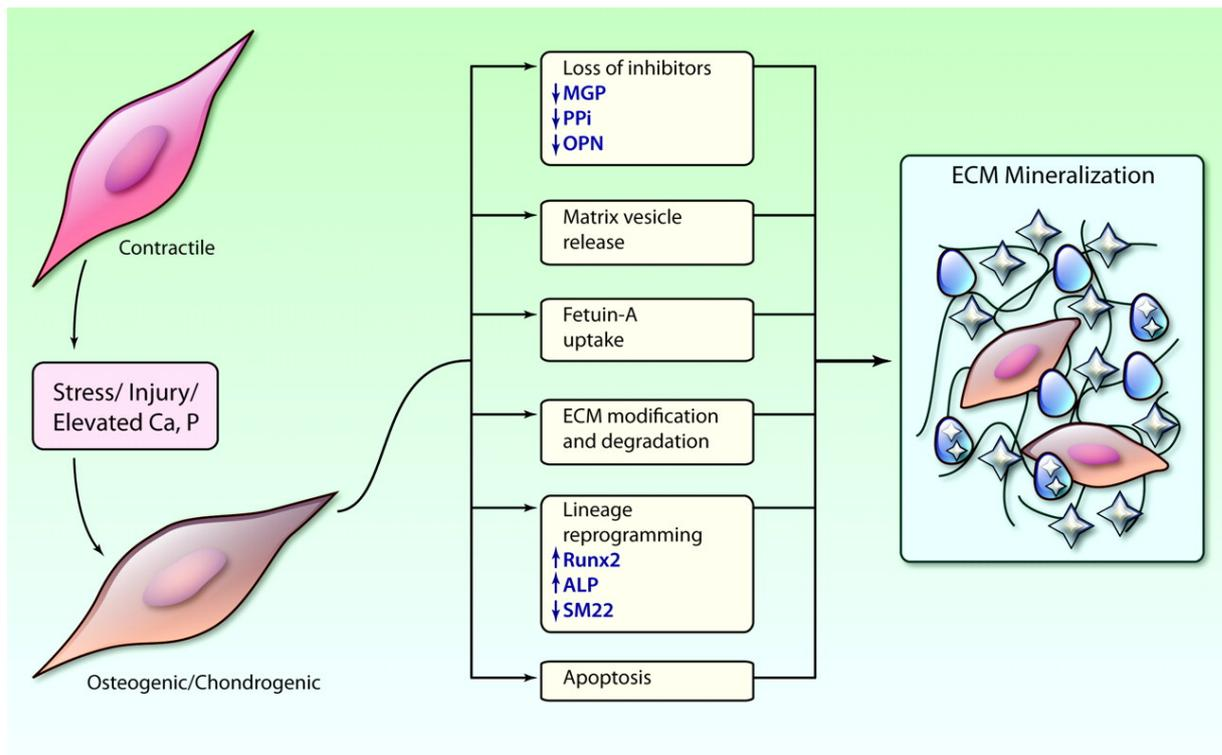 Contractile
Stress/ Injury/
Elevated Ca, P
Osteogenic/Chondrogenic
Loss of inhibitors
↓MGP
↓PPi
↓OPN
Matrix vesicle
release
Fetuin-A
uptake
ECM modification
and degradation
Lineage
reprogramming
↑Runx2
↑ALP
↓SM22
Apoptosis
ECM Mineralization